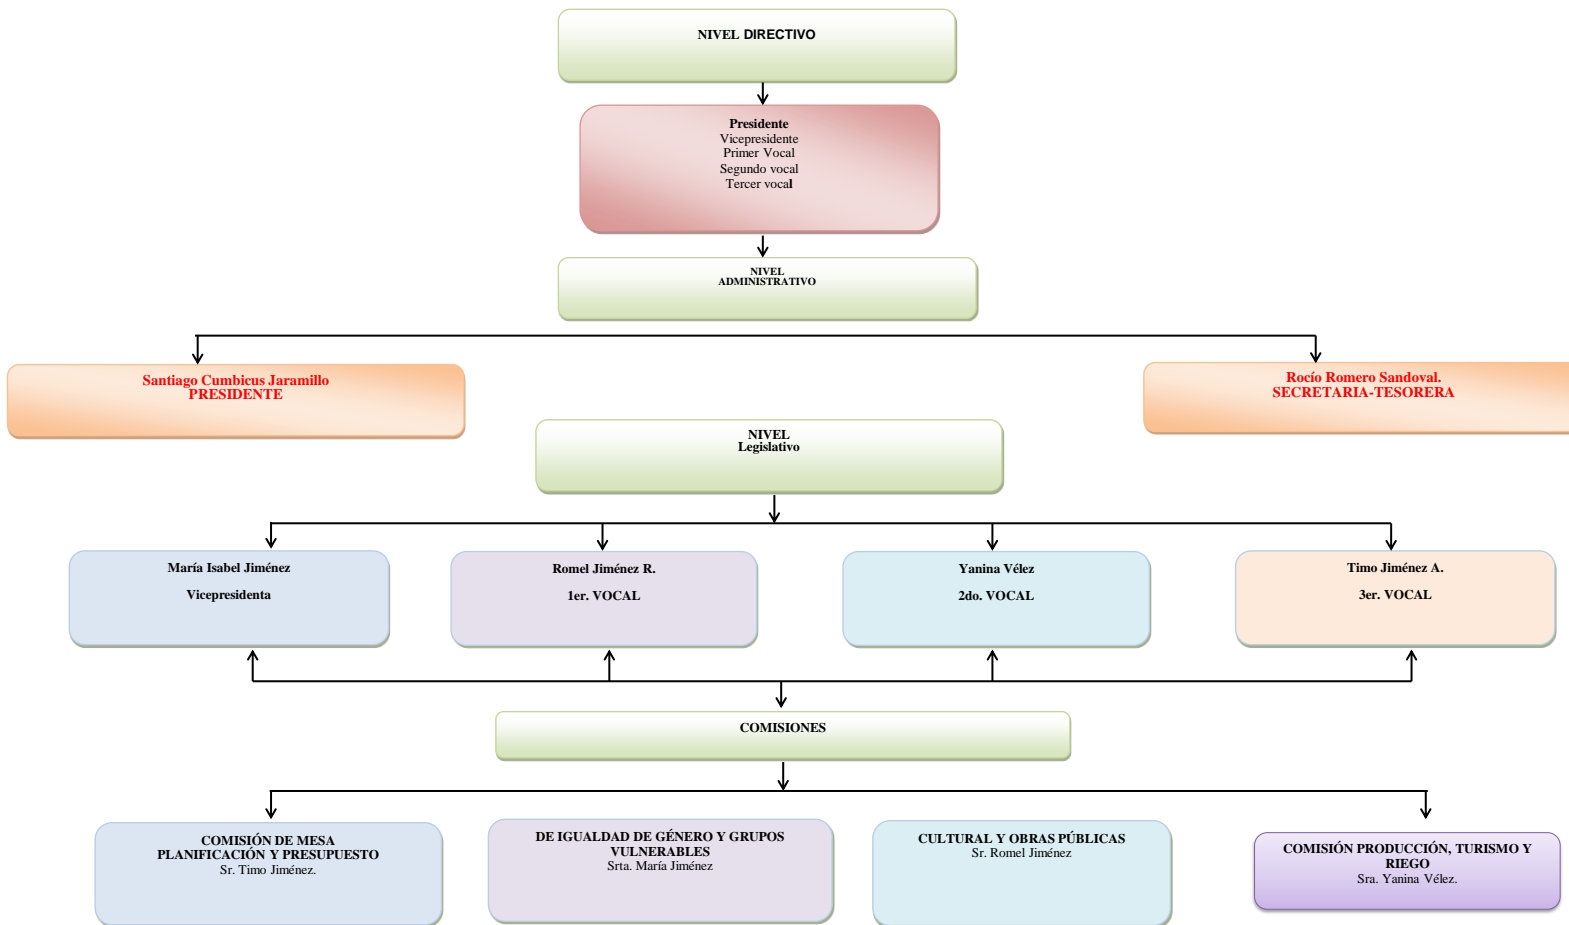 NIVEL DIRECTIVO
Presidente
Vicepresidente
Primer Vocal
Segundo vocal
Tercer vocal
NIVEL
ADMINISTRATIVO
Santiago Cumbicus Jaramillo
PRESIDENTE
Rocío Romero Sandoval.
SECRETARIA-TESORERA
NIVEL
Legislativo
María Isabel Jiménez
Vicepresidenta
Romel Jiménez R.
1er. VOCAL
Yanina Vélez
2do. VOCAL
Timo Jiménez A.
3er. VOCAL
COMISIONES
COMISIÓN DE MESA
PLANIFICACIÓN Y PRESUPUESTO
Sr. Timo Jiménez.
DE IGUALDAD DE GÉNERO Y GRUPOS
VULNERABLES
Srta. María Jiménez
CULTURAL Y OBRAS PÚBLICAS
Sr. Romel Jiménez
COMISIÓN PRODUCCIÓN, TURISMO Y
RIEGO
Sra. Yanina Vélez.